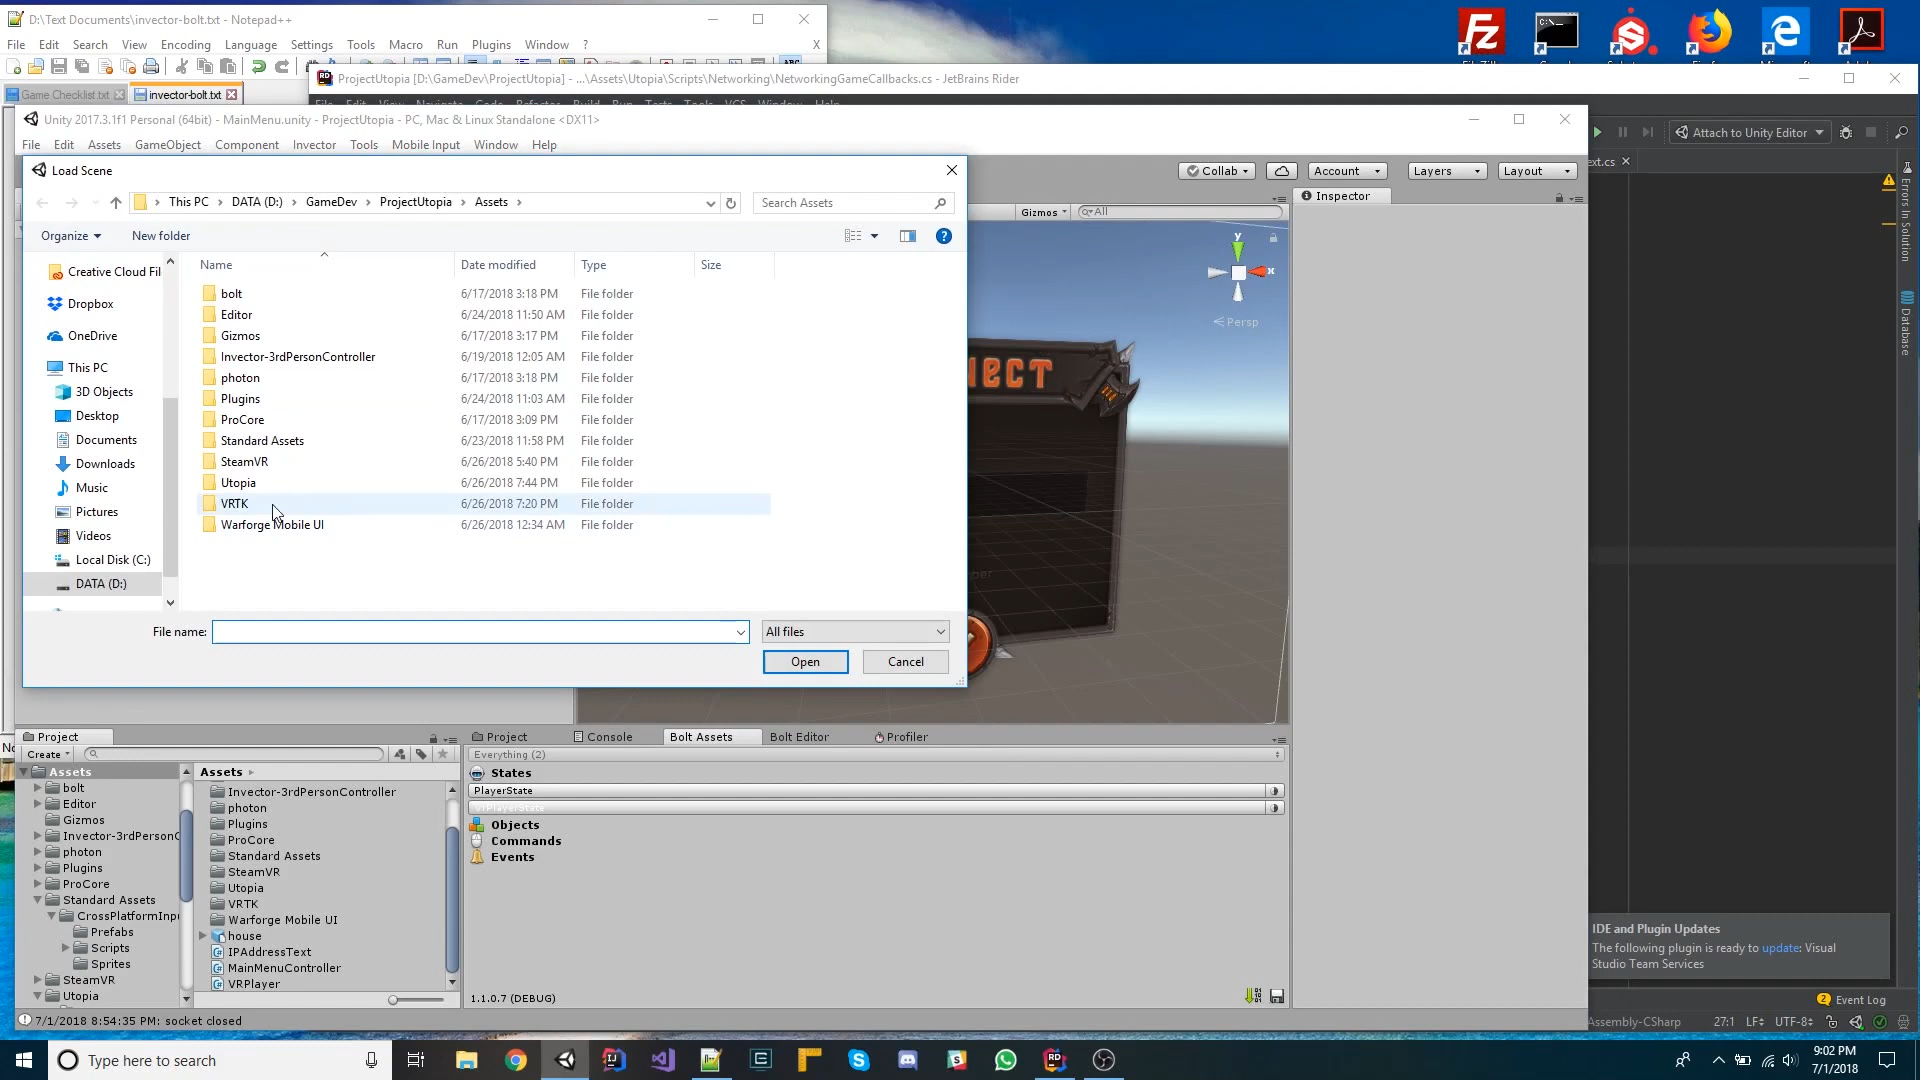 D:\Text Documents\invector-bolt.txt - Notepad++
File Edit Search View Encoding Language Settings Tools Macro Run Plugins Window ? X
Game Checklist.txt invector-bolt.txt
ProjectUtopia [D:\GameDev\ProjectUtopia] - ...\Assets\Utopia\Scripts\Networking\NetworkingGameCallbacks.cs - JetBrains Rider
Unity 2017.3.1f1 Personal (64bit) - MainMenu.unity - ProjectUtopia - PC, Mac & Linux Standalone <DX11>
Attach to Unity Editor
File Edit Assets GameObject Component Invector Tools Mobile Input Window Help
ext.cs
Load Scene
Collab Account Layers Layout
This PC DATA (D:) GameDev ProjectUtopia Assets
Search Assets
Inspector
Gizmos All
Organize New folder
Name Date modified Type Size
Creative Cloud Fil
Dropbox
OneDrive
This PC
3D Objects
Desktop
Documents
Downloads
Music
Pictures
Videos
Local Disk (C:)
DATA (D:)
bolt 6/17/2018 3:18 PM File folder
Editor 6/24/2018 11:50 AM File folder
Gizmos 6/17/2018 3:17 PM File folder
Invector-3rdPersonController 6/19/2018 12:05 AM File folder
photon 6/17/2018 3:18 PM File folder
Plugins 6/24/2018 11:03 AM File folder
ProCore 6/17/2018 3:09 PM File folder
Standard Assets 6/23/2018 11:58 PM File folder
SteamVR 6/26/2018 5:40 PM File folder
Utopia 6/26/2018 7:44 PM File folder
VRTK 6/26/2018 7:20 PM File folder
Warforge Mobile UI 6/26/2018 12:34 AM File folder
File name:
All files
Open Cancel
y
x
Persp
Errors In Solution
Database
Project
Create
Assets
bolt
Editor
Gizmos
Invector-3rdPersonC
photon
Plugins
ProCore
Standard Assets
CrossPlatformInpu
Prefabs
Scripts
Sprites
SteamVR
Utopia
Assets
Invector-3rdPersonController
photon
Plugins
ProCore
Standard Assets
SteamVR
Utopia
VRTK
Warforge Mobile UI
house
IPAddressText
MainMenuController
VRPlayer
Project Console Bolt Assets Bolt Editor Profiler
Everything (2)
States
PlayerState
VRPlayerState
Objects
Commands
Events
1.1.0.7 (DEBUG)
7/1/2018 8:54:35 PM: socket closed
IDE and Plugin Updates
The following plugin is ready to update: Visual
Studio Team Services
2 Event Log
Assembly-CSharp 27:1 LF UTF-8
Type here to search
9:02 PM
7/1/2018